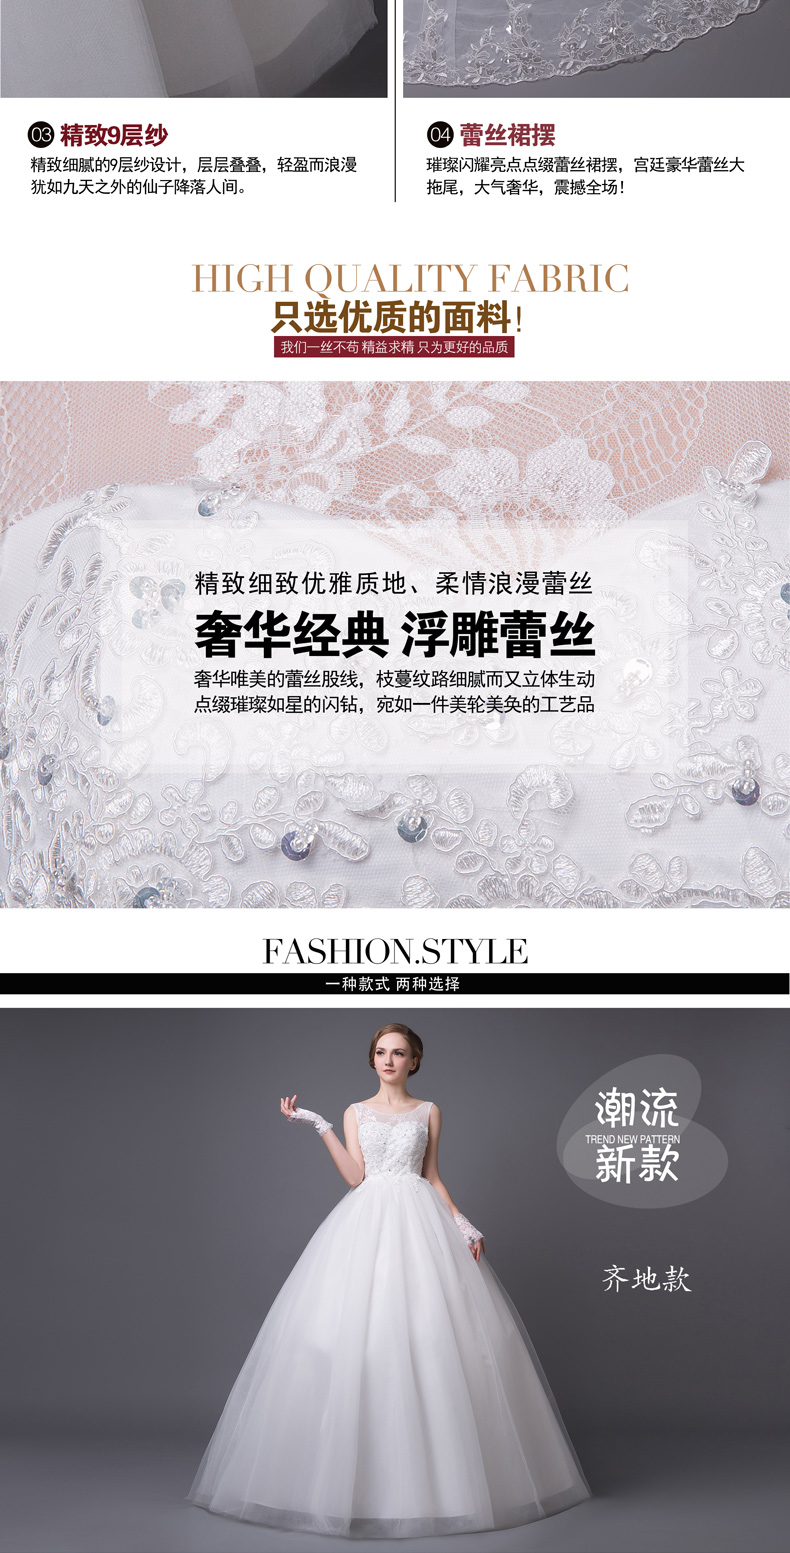 03 精致9层纱
精致细腻的9层纱设计，层层叠叠，轻盈而浪漫
犹如九天之外的仙子降落人间。
04 蕾丝裙摆
璀璨闪耀亮点点缀蕾丝裙摆，宫廷豪华蕾丝大
拖尾，大气奢华，震撼全场！
HIGH QUALITY FABRIC
只选优质的面料！
我们一丝不苟 精益求精 只为更好的品质
精致细致优雅质地、柔情浪漫蕾丝
奢华经典 浮雕蕾丝
奢华唯美的蕾丝股线，枝蔓纹路细腻而又立体生动
点缀璀璨如星的闪钻，宛如一件美轮美奂的工艺品
FASHION.STYLE
一种款式 两种选择
潮流
TREND NEW PATTERN
新款
齐地款